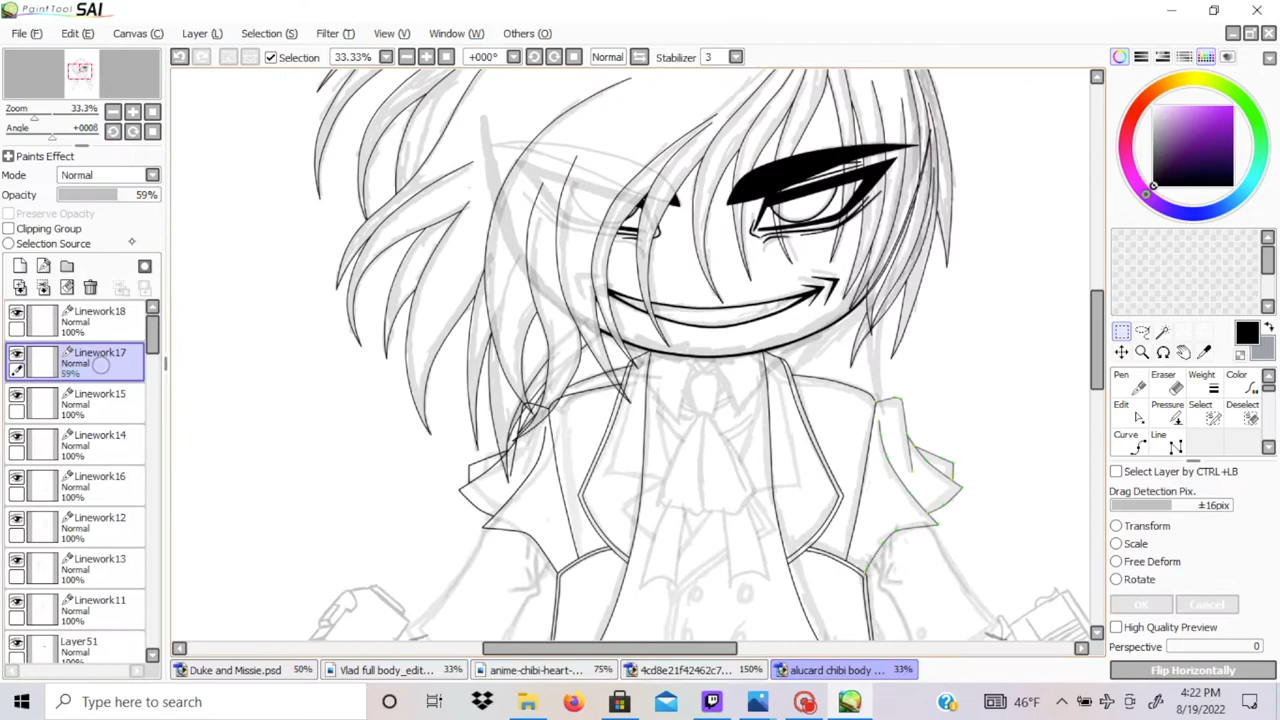 PaintTool SAI
File (F) Edit (E) Canvas (C) Layer (L) Selection (S) Filter (T) View (V) Window (W) Others (O)
Selection 33.33% +000° Normal Stabilizer 3
Zoom 33.3%
Angle +000δ
Paints Effect
Mode Normal
Opacity 59%
Preserve Opacity
Clipping Group
Selection Source
Linework18
Normal
100%
Linework17
Normal
59%
Linework15
Normal
100%
Linework14
Normal
100%
Linework16
Normal
100%
Linework12
Normal
100%
Linework13
Normal
100%
Linework11
Normal
100%
Layer51
Normal
Pen Eraser Weight Color
Edit Pressure Select Deselect
Curve Line
Select Layer by CTRL+LB
Drag Detection Pix. ±16pix
Transform
Scale
Free Deform
Rotate
OK Cancel
High Quality Preview
Perspective 0
Flip Horizontally
Duke and Missie.psd 50% Vlad full body_edit... 33% anime-chibi-heart-... 75% 4cd8e21f42462c7... 150% alucard chibi body ... 33%
Type here to search
46°F
4:22 PM
8/19/2022